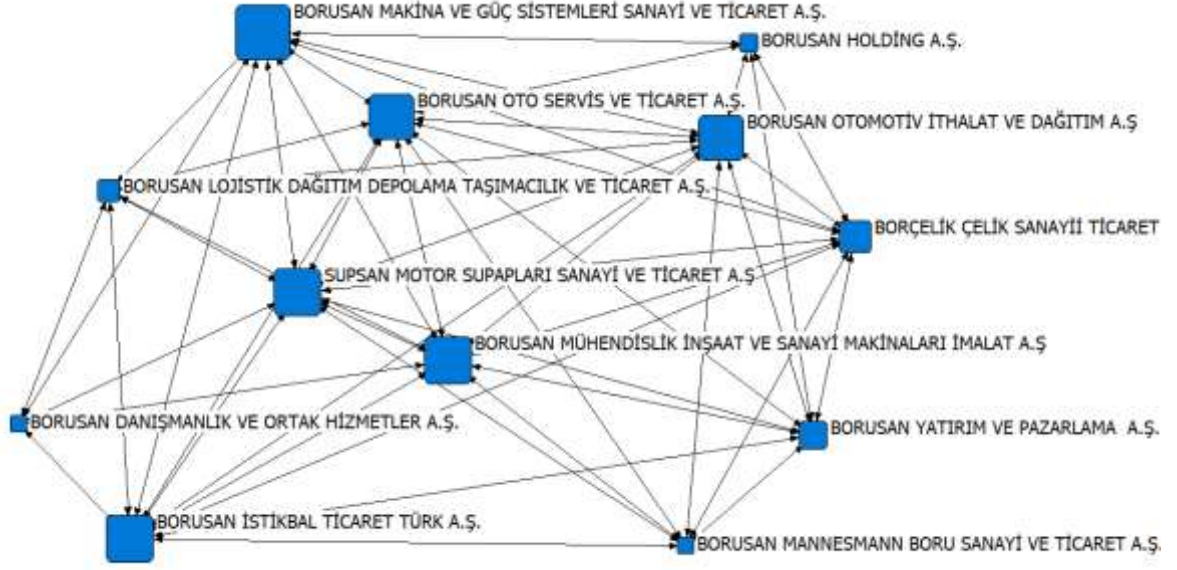 BORUSAN MAKİNA VE GÜÇ SİSTEMLERİ SANAYİ VE TİCARET A.Ş.
BORUSAN HOLDİNG A.Ş.
BORUSAN OTO SERVİS VE TİCARET A.Ş.
BORUSAN OTOMOTİV İTHALAT VE DAĞITIM A.Ş
BORUSAN LOJİSTİK DAĞITIM DEPOLAMA TAŞIMACILIK VE TİCARET A.Ş.
BORÇELİK ÇELİK SANAYİİ TİCARET
SUPSAN MOTOR SUPAPLARI SANAYİ VE TİCARET A.Ş
BORUSAN MÜHENDİSLİK İNŞAAT VE SANAYİ MAKİNALARI İMALAT A.Ş
BORUSAN DANIŞMANLIK VE ORTAK HİZMETLER A.Ş.
BORUSAN YATIRIM VE PAZARLAMA A.Ş.
BORUSAN İSTİKBAL TİCARET TÜRK A.Ş.
BORUSAN MANNESMANN BORU SANAYİ VE TİCARET A.Ş.